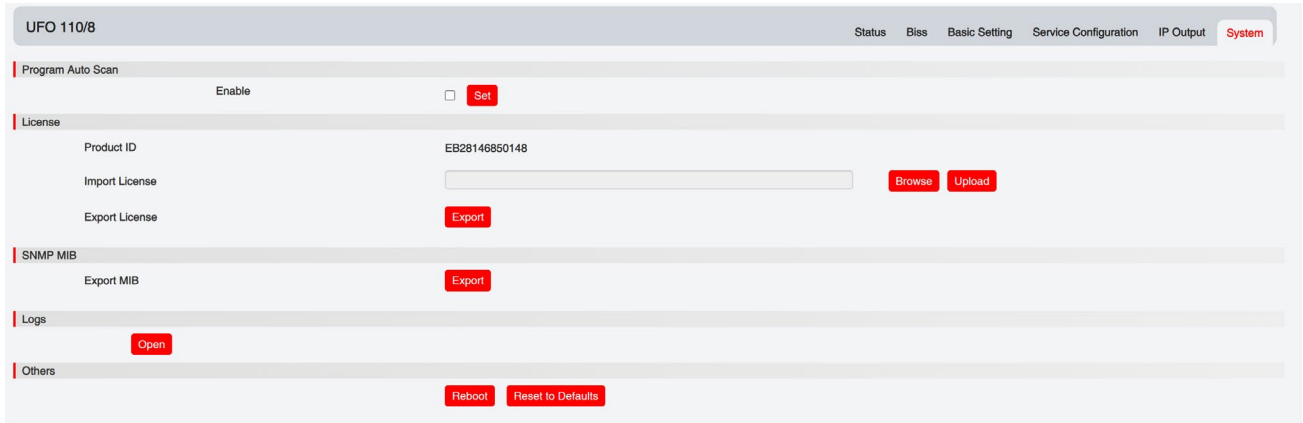 UFO 110/8
Status Biss Basic Setting Service Configuration IP Output System
Program Auto Scan
Enable Set
License
Product ID EB28146850148
Import License Browse Upload
Export License Export
SNMP MIB
Export MIB Export
Logs
Open
Others
Reboot Reset to Defaults